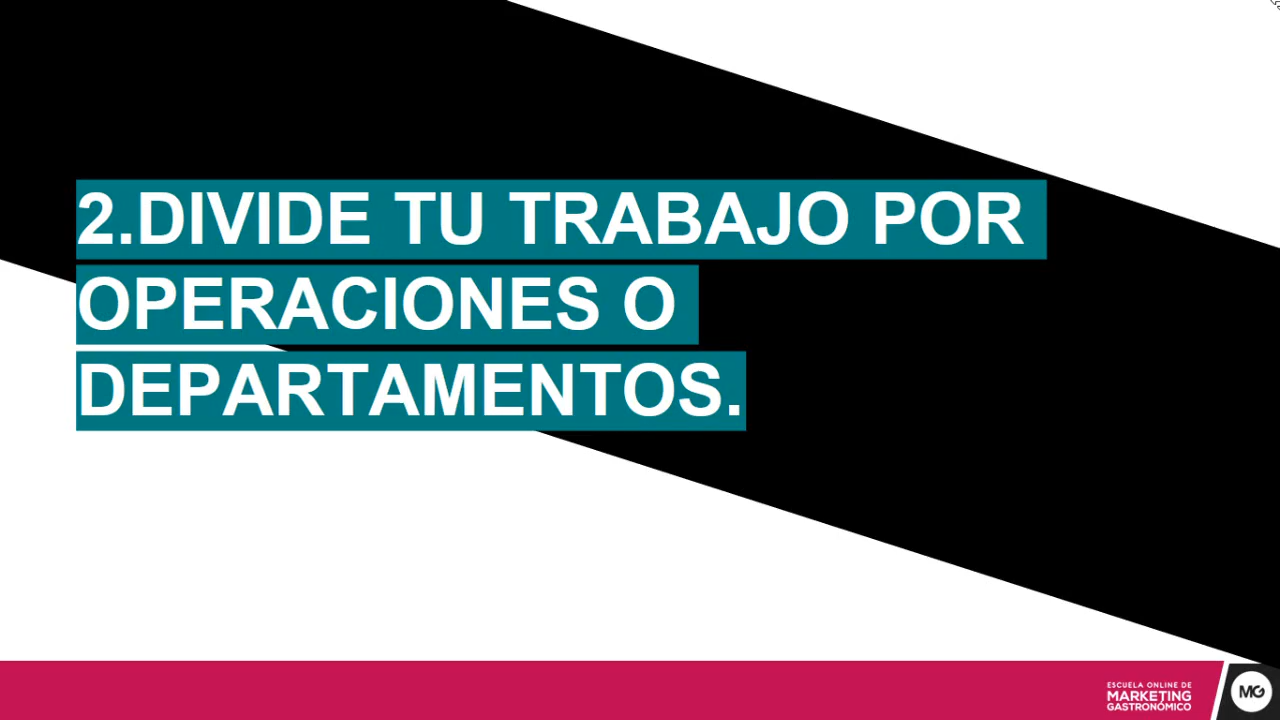 2.DIVIDE TU TRABAJO POR
OPERACIONES O
DEPARTAMENTOS.
ESCUELA ONLINE DE
MARKETING
GASTRONÓMICO
MG